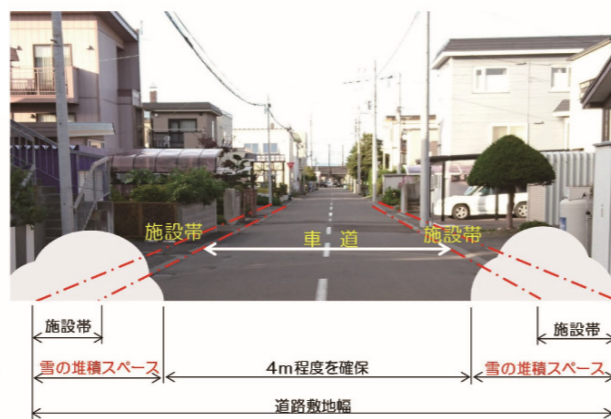 施設帯
車道
施設帯
施設帯
施設帯
雪の堆積スペース
4m程度を確保
雪の堆積スペース
道路敷地幅